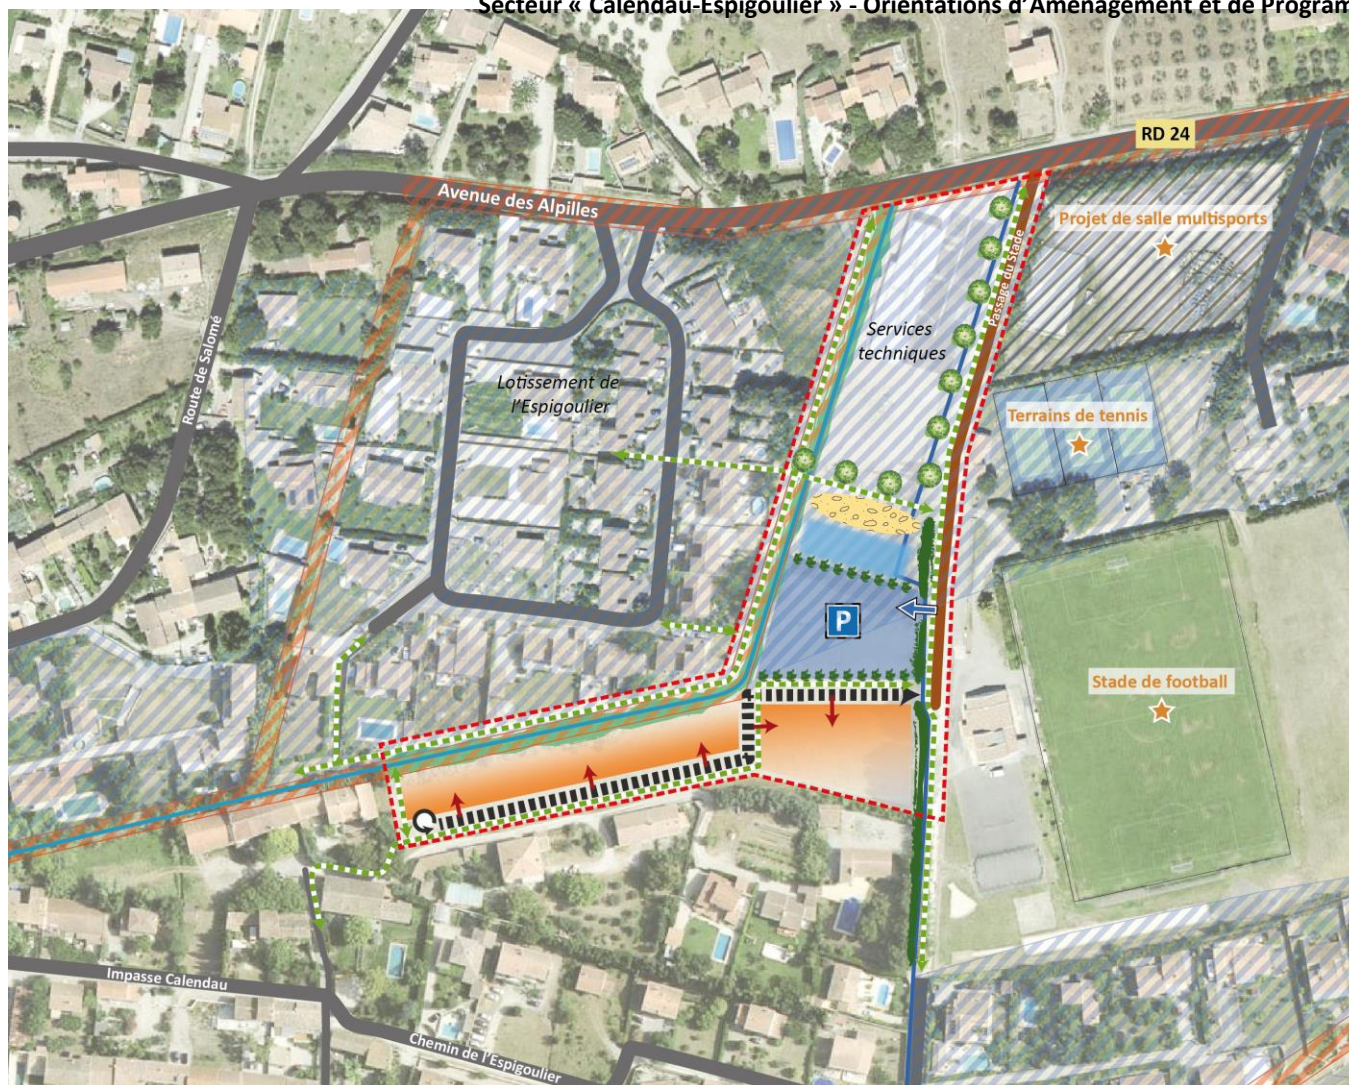 Secteur « Calendau-Espigoulier » - Orientations d’Aménagement et de Program
RD 24
Avenue des Alpilles
Projet de salle multisports
Passage du Stade
Services
techniques
Route de Salomé
Lotissement de
l’Espigoulier
Terrains de tennis
P
Stade de football
Impasse Calendau
Chemin de l’Espigoulier